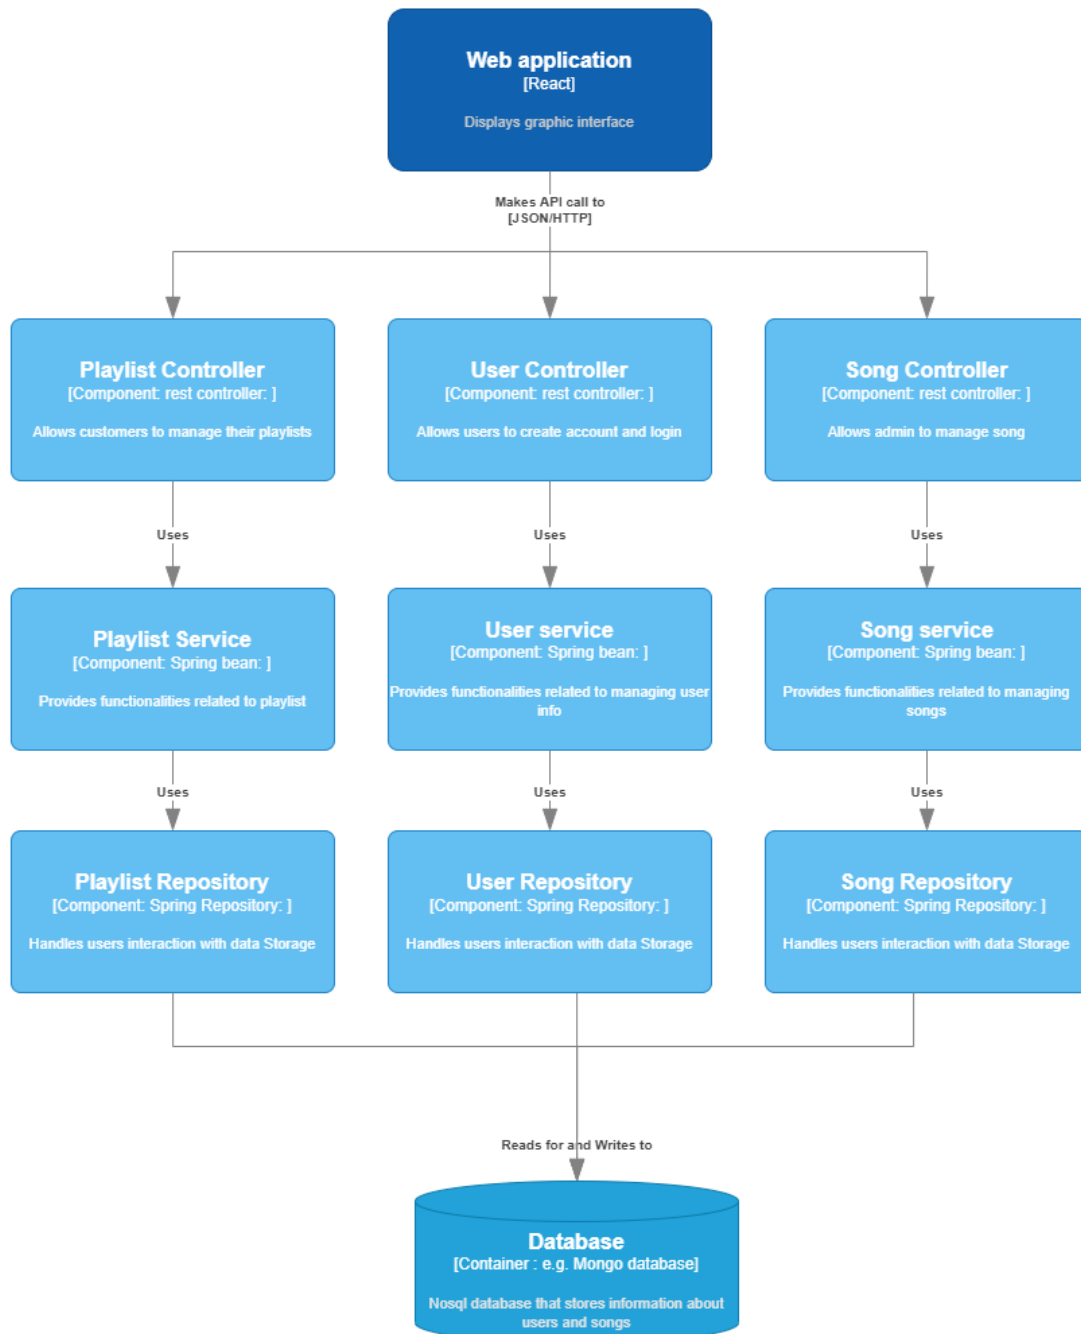 Web application
[React]
Displays graphic interface
Makes API call to
[JSON/HTTP]
Playlist Controller
[Component: rest controller: ]
Allows customers to manage their playlists
User Controller
[Component: rest controller: ]
Allows users to create account and login
Song Controller
[Component: rest controller: ]
Allows admin to manage song
Uses
Uses
Uses
Playlist Service
[Component: Spring bean: ]
Provides functionalities related to playlist
User service
[Component: Spring bean: ]
Provides functionalities related to managing user
info
Song service
[Component: Spring bean: ]
Provides functionalities related to managing
songs
Uses
Uses
Uses
Playlist Repository
[Component: Spring Repository: ]
Handles users interaction with data Storage
User Repository
[Component: Spring Repository: ]
Handles users interaction with data Storage
Song Repository
[Component: Spring Repository: ]
Handles users interaction with data Storage
Reads for and Writes to
Database
[Container : e.g. Mongo database]
Nosql database that stores information about
users and songs